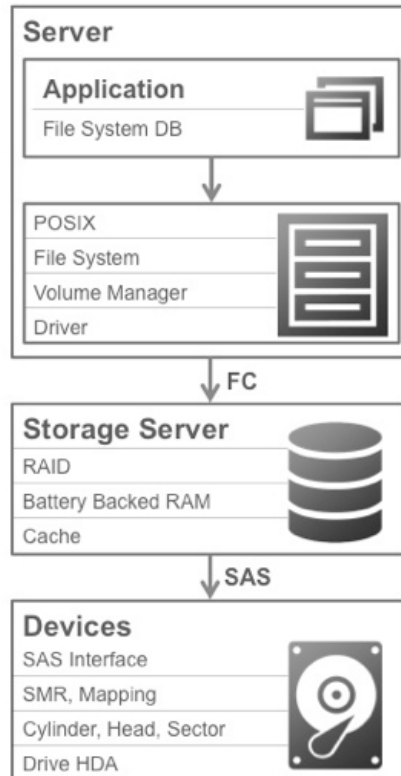 Server
Application
File System DB
POSIX
File System
Volume Manager
Driver
FC
Storage Server
RAID
Battery Backed RAM
Cache
SAS
Devices
SAS Interface
SMR, Mapping
Cylinder, Head, Sector
Drive HDA